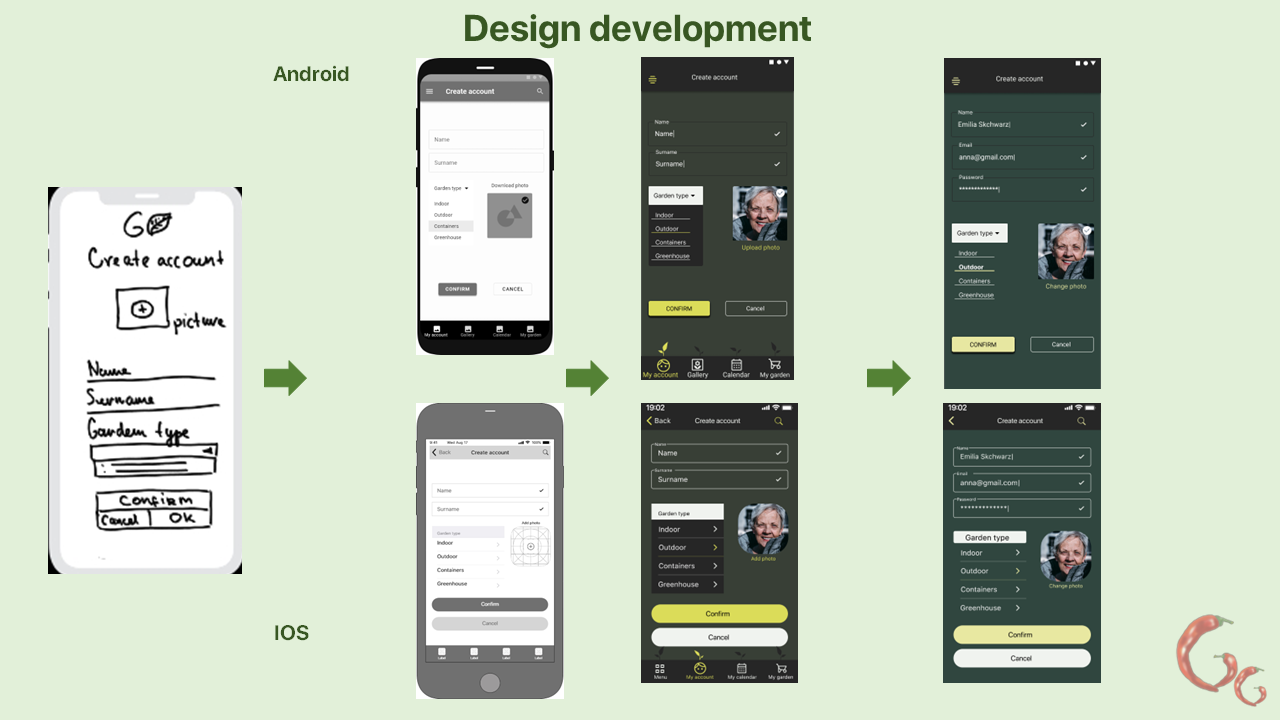 Design development
Android
IOS
G
Create account
picture
Name
Surname
Garden type
Confirm
Cancel OK
Create account
Name
Surname
Garden type
Download photo
Indoor
Outdoor
Containers
Greenhouse
CONFIRM
CANCEL
My account
Gallery
Calendar
My garden
9:41 Wed Aug 17 100%
Back Create account
Name
Surname
Add photo
Garden type
Indoor
Outdoor
Containers
Greenhouse
Confirm
Cancel
Label Label Label Label
Create account
Name
Name|
Surname
Surname|
Garden type
Indoor
Outdoor
Containers
Greenhouse
Upload photo
CONFIRM
Cancel
My account Gallery Calendar My garden
19:02
Back Create account
Name
Name
Surname
Surname
Garden type
Indoor
Outdoor
Containers
Greenhouse
Add photo
Confirm
Cancel
Menu My account My calendar My garden
Create account
Name
Emilia Skchwarz|
Email
anna@gmail.com|
Password
*************|
Garden type
Indoor
Outdoor
Containers
Greenhouse
Change photo
CONFIRM
Cancel
19:02
Create account
Name
Emilia Skchwarz|
Email
anna@gmail.com|
Password
*************|
Garden type
Indoor
Outdoor
Containers
Greenhouse
Change photo
Confirm
Cancel
GG